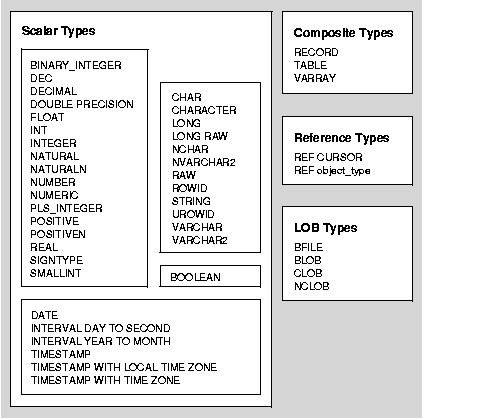 Scalar Types
BINARY_INTEGER
DEC
DECIMAL
DOUBLE PRECISION
FLOAT
INT
INTEGER
NATURAL
NATURALN
NUMBER
NUMERIC
PLS_INTEGER
POSITIVE
POSITIVEN
REAL
SIGNTYPE
SMALLINT
CHAR
CHARACTER
LONG
LONG RAW
NCHAR
NVARCHAR2
RAW
ROWID
STRING
UROWID
VARCHAR
VARCHAR2
BOOLEAN
DATE
INTERVAL DAY TO SECOND
INTERVAL YEAR TO MONTH
TIMESTAMP
TIMESTAMP WITH LOCAL TIME ZONE
TIMESTAMP WITH TIME ZONE
Composite Types
RECORD
TABLE
VARRAY
Reference Types
REF CURSOR
REF object_type
LOB Types
BFILE
BLOB
CLOB
NCLOB